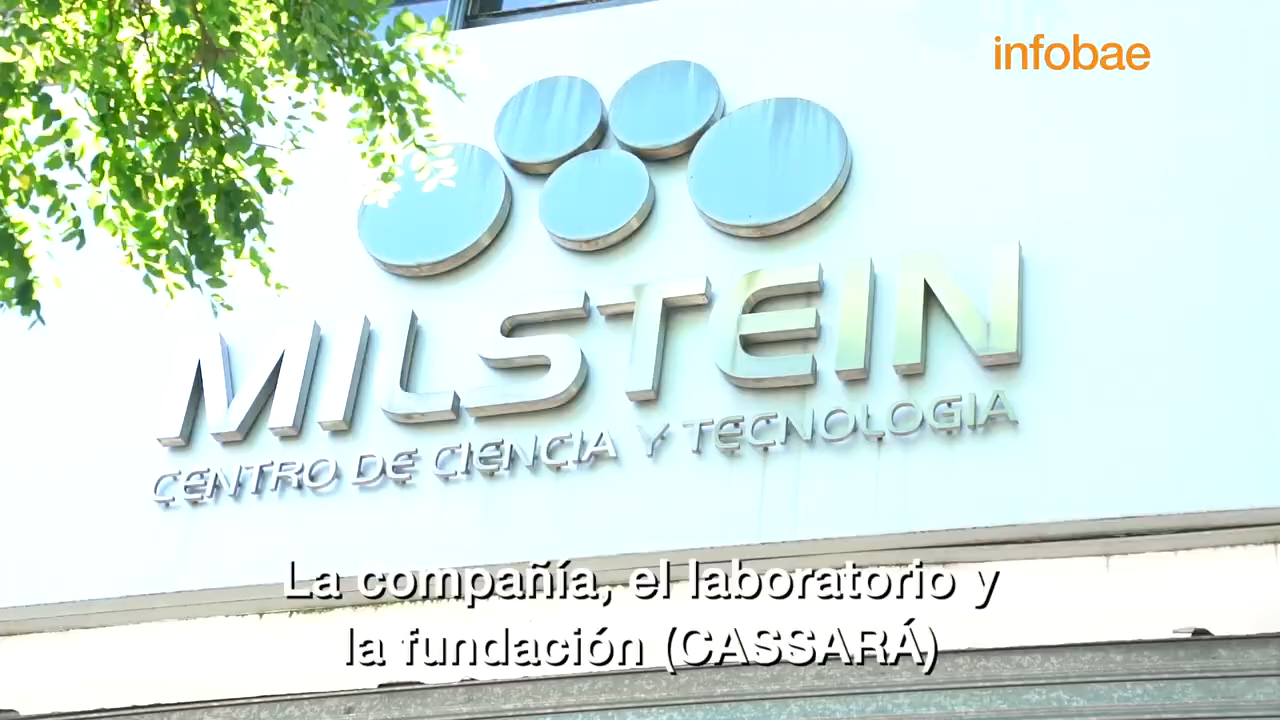 infobae
MILSTEIN
CENTRO DE CIENCIA Y TECNOLOGIA
La compañía, el laboratorio y
la fundación (CASSARÁ)